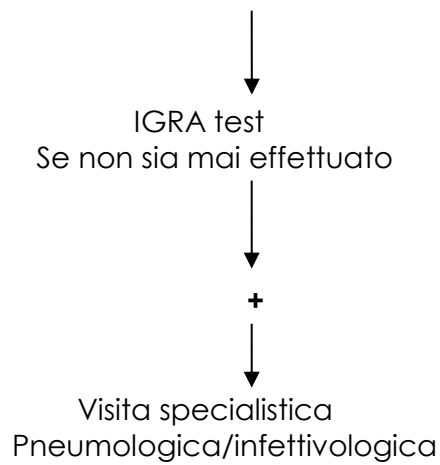 IGRA test
Se non sia mai effettuato
+
Visita specialistica
Pneumologica/infettivologica